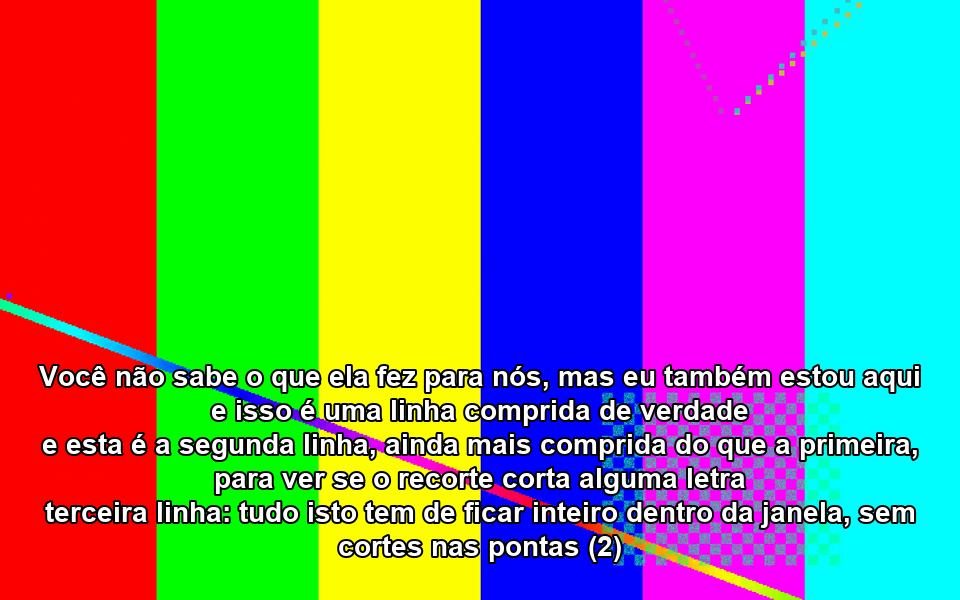 Você não sabe o que ela fez para nós, mas eu também estou aqui
e isso é uma linha comprida de verdade
e esta é a segunda linha, ainda mais comprida do que a primeira,
para ver se o recorte corta alguma letra
terceira linha: tudo isto tem de ficar inteiro dentro da janela, sem
cortes nas pontas (2)